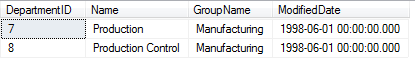 DepartmentID Name GroupName ModifiedDate
7 Production Manufacturing 1998-06-01 00:00:00.000
8 Production Control Manufacturing 1998-06-01 00:00:00.000